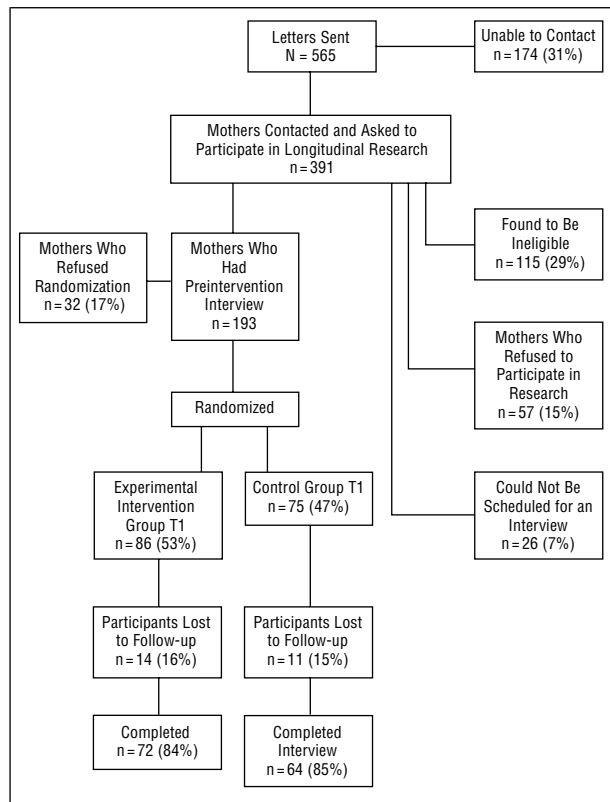 Letters Sent
N = 565
Unable to Contact
n = 174 (31%)
Mothers Contacted and Asked to
Participate in Longitudinal Research
n = 391
Found to Be
Ineligible
n = 115 (29%)
Mothers Who
Refused
Randomization
n = 32 (17%)
Mothers Who
Had
Preintervention
Interview
n = 193
Mothers Who
Refused to
Participate in
Research
n = 57 (15%)
Randomized
Experimental
Intervention
Group T1
n = 86 (53%)
Control Group T1
n = 75 (47%)
Could Not Be
Scheduled for an
Interview
n = 26 (7%)
Participants Lost
to Follow-up
n = 14 (16%)
Participants Lost
to Follow-up
n = 11 (15%)
Completed
n = 72 (84%)
Completed
Interview
n = 64 (85%)